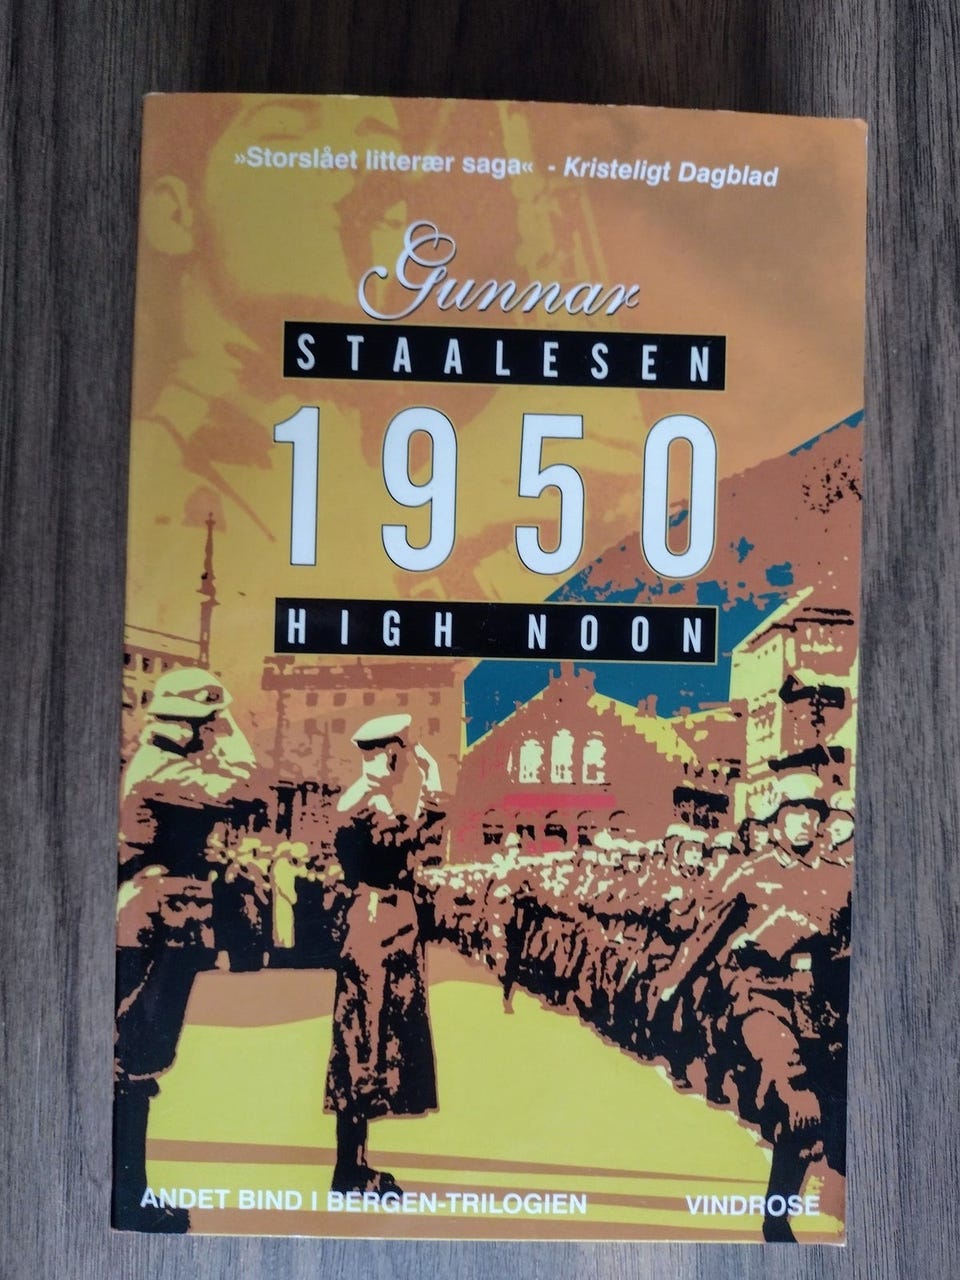 »Storslået litterær saga« - Kristeligt Dagblad
Gunnar
STAALESEN
1950
HIGH NOON
ANDET BIND I BERGEN-TRILOGIEN VINDROSE